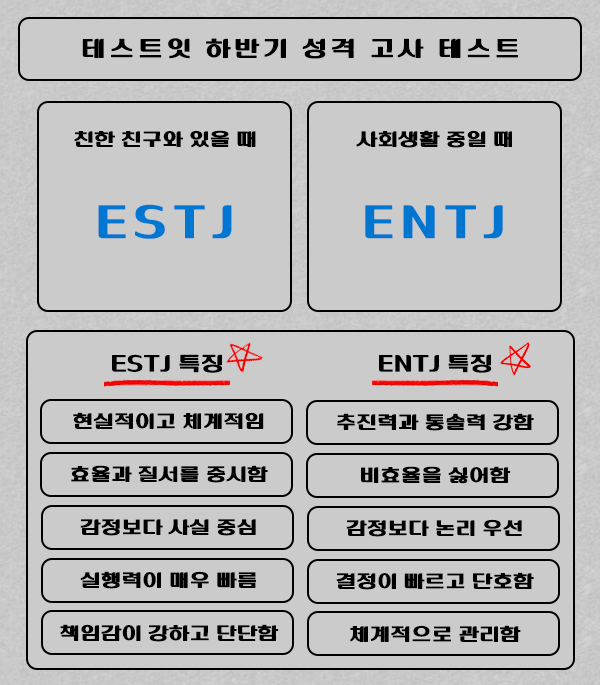 테스트잇 하반기 성격 고사 테스트
친한 친구와 있을 때
ESTJ
사회생활 중일 때
ENTJ
ESTJ 특징
현실적이고 체계적임
효율과 질서를 중시함
감정보다 사실 중심
실행력이 매우 빠름
책임감이 강하고 단단함
ENTJ 특징
추진력과 통솔력 강함
비효율을 싫어함
감정보다 논리 우선
결정이 빠르고 단호함
체계적으로 관리함